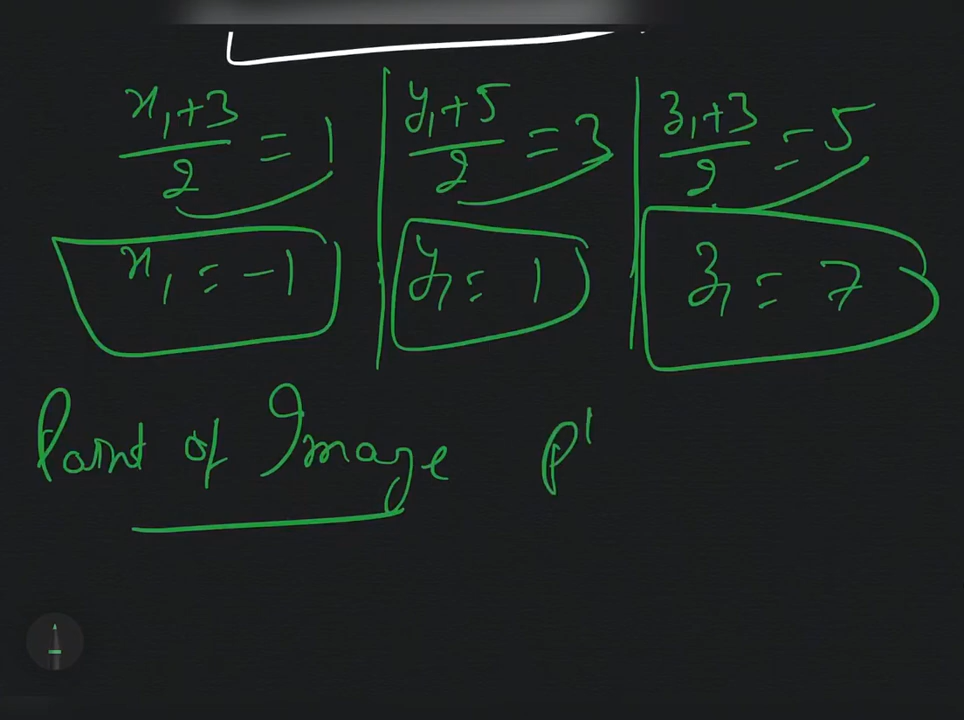 x₁+3/2 = 1 | y₁+5/2 = 3 | z₁+3/2 = 5
x₁ = -1 | y₁ = 1 | z₁ = 7
Point of Image P'